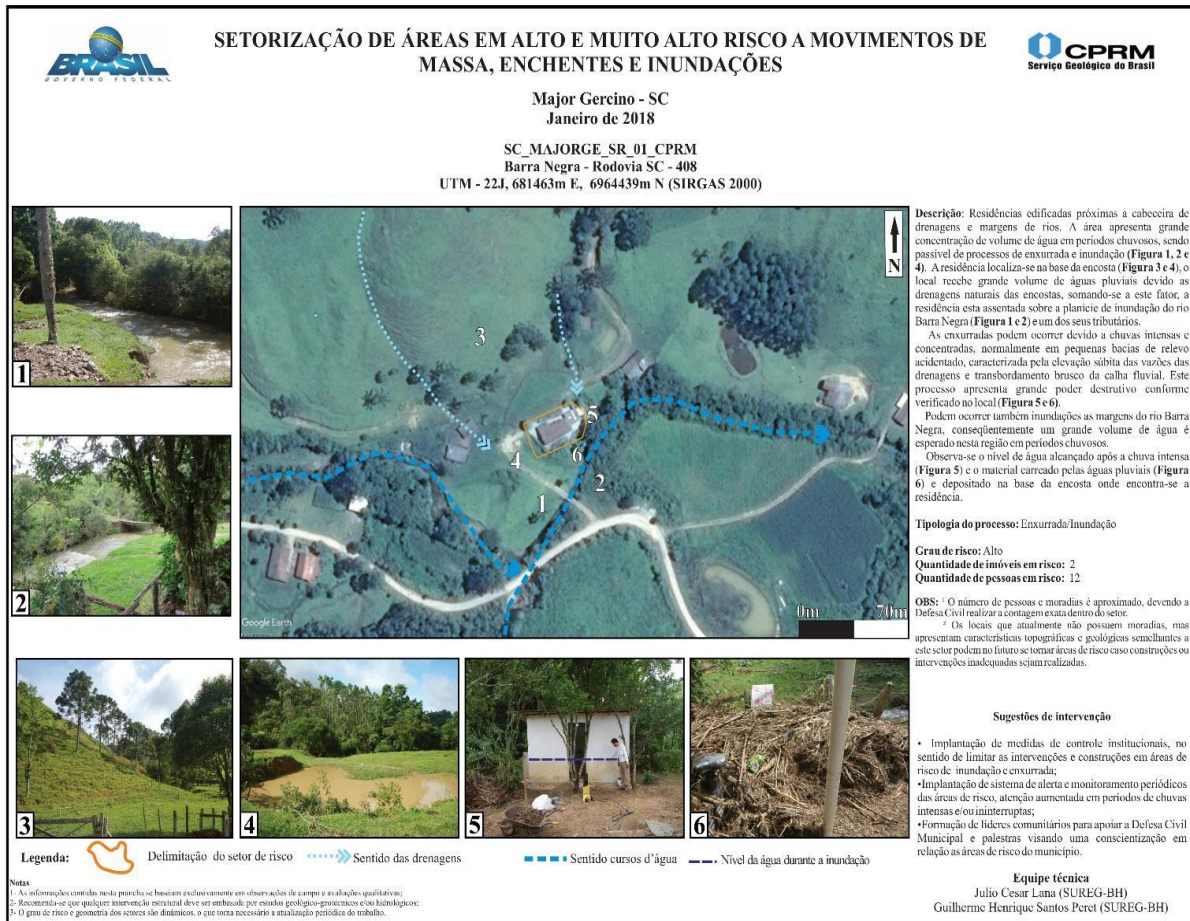 BRASIL
GOVERNO FEDERAL
SETORIZAÇÃO DE ÁREAS EM ALTO E MUITO ALTO RISCO A MOVIMENTOS DE
MASSA, ENCHENTES E INUNDAÇÕES
CPRM
Serviço Geológico do Brasil
Major Gercino - SC
Janeiro de 2018
SC_MAJORGE_SR_01_CPRM
Barra Negra - Rodovia SC - 408
UTM - 22J, 681463m E, 6964439m N (SIRGAS 2000)
1
2
N
3
5
4
6
2
1
0m 70m
Google Earth
3
4
5
6
Descrição: Residências edificadas próximas a cabeceira de
drenagens e margens de rios. A área apresenta grande
concentração de volume de água em períodos chuvosos, sendo
passível de processos de enxurrada e inundação (Figura 1, 2 e
4). A residência localiza-se na base da encosta (Figura 3 e 4), o
local recebe grande volume de águas pluviais devido as
drenagens naturais das encostas, somando-se a este fator, a
residência esta assentada sobre a planície de inundação do rio
Barra Negra (Figura 1 e 2) e um dos seus tributários.
As enxurradas podem ocorrer devido a chuvas intensas e
concentradas, normalmente em pequenas bacias de relevo
acidentado, caracterizada pela elevação súbita das vazões das
drenagens e transbordamento brusco da calha fluvial. Este
processo apresenta grande poder destrutivo conforme
verificado no local (Figura 5 e 6).
Podem ocorrer também inundações as margens do rio Barra
Negra, conseqüentemente um grande volume de água é
esperado nesta região em períodos chuvosos.
Observa-se o nível de água alcançado após a chuva intensa
(Figura 5) e o material carreado pelas águas pluviais (Figura
6) e depositado na base da encosta onde encontra-se a
residência.
Tipologia do processo: Enxurrada/Inundação
Grau de risco: Alto
Quantidade de imóveis em risco: 2
Quantidade de pessoas em risco: 12
OBS: ¹ O número de pessoas e moradias é aproximado, devendo a
Defesa Civil realizar a contagem exata dentro do setor.
² Os locais que atualmente não possuem moradias, mas
apresentam características topográficas e geológicas semelhantes a
este setor podem no futuro se tornar áreas de risco caso construções ou
intervenções inadequadas sejam realizadas.
Sugestões de intervenção
• Implantação de medidas de controle institucionais, no
sentido de limitar as intervenções e construções em áreas de
risco de inundação e enxurrada;
•Implantação de sistema de alerta e monitoramento periódicos
das áreas de risco, atenção aumentada em períodos de chuvas
intensas e/ou ininterruptas;
•Formação de líderes comunitários para apoiar a Defesa Civil
Municipal e palestras visando uma conscientização em
relação as áreas de risco do município.
Equipe técnica
Julio Cesar Lana (SUREG-BH)
Guilherme Henrique Santos Peret (SUREG-BH)
Legenda: Delimitação do setor de risco Sentido das drenagens Sentido cursos d'água Nível da água durante a inundação
Notas
1- As informações contidas nesta prancha se baseiam exclusivamente em observações de campo e avaliações qualitativas;
2- Recomenda-se que qualquer intervenção estrutural deve ser embasada por estudos geológico-geotécnicos e/ou hidrológicos;
3- O grau de risco e geometria dos setores são dinâmicos, o que torna necessário a atualização periódica do trabalho.